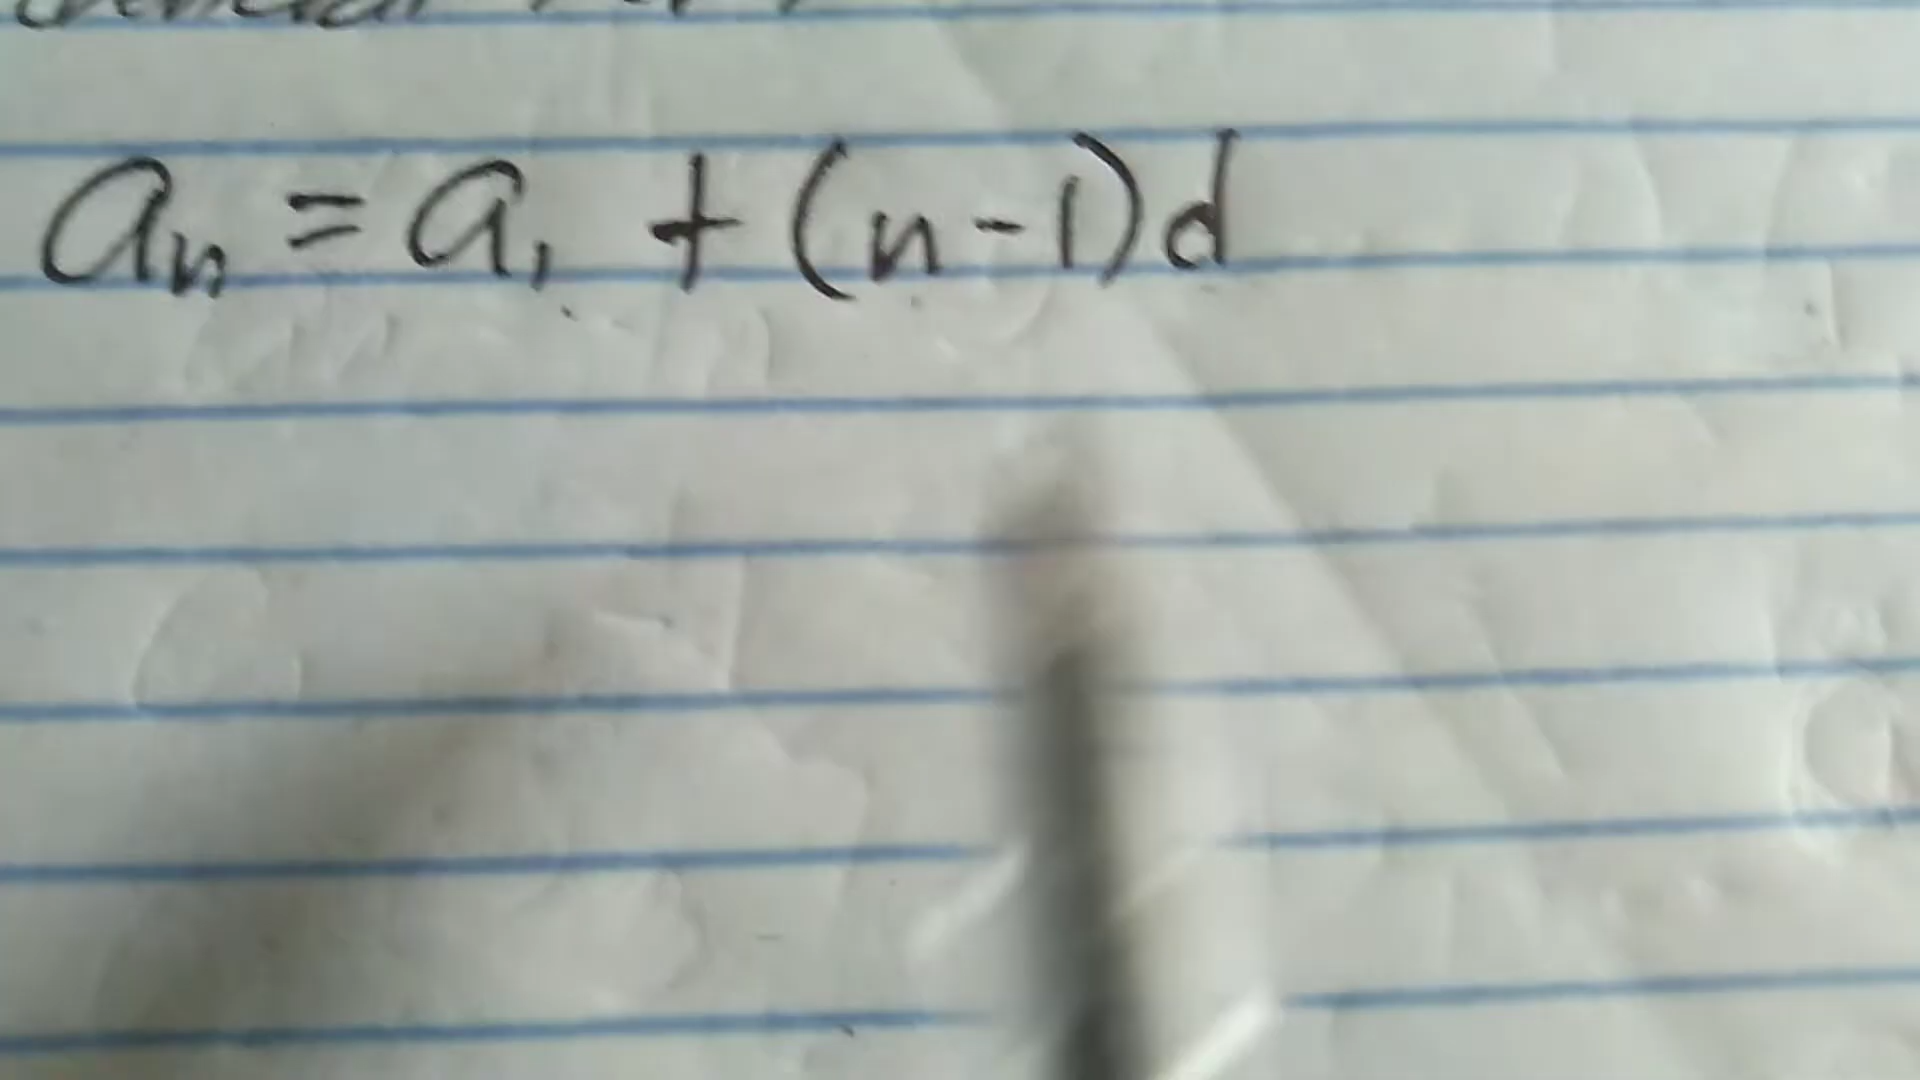 aₙ = a₁ + (n-1)d